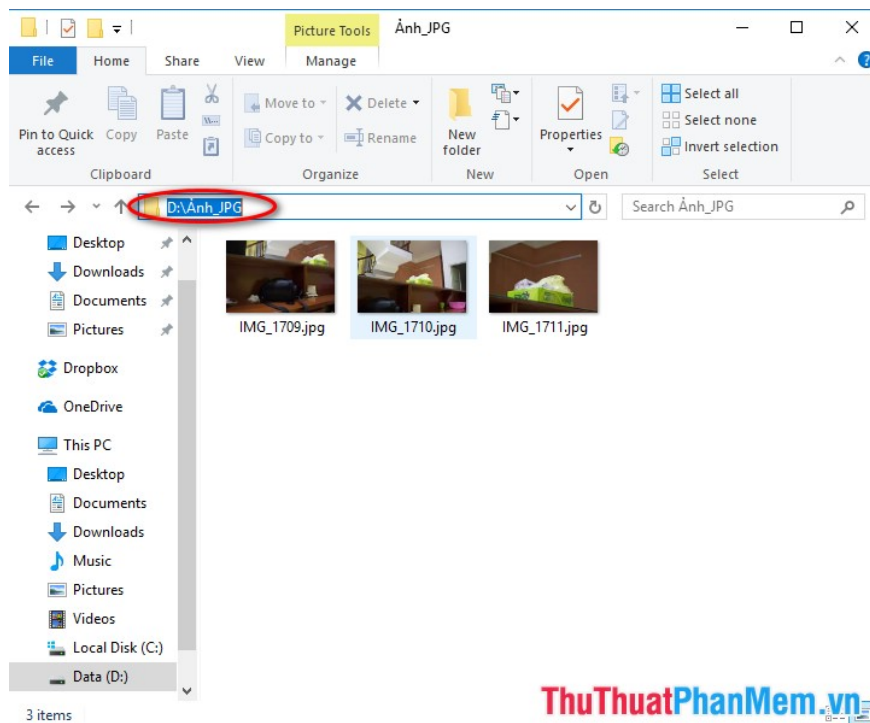 Picture Tools
Ảnh_JPG
File
Home
Share
View
Manage
Pin to Quick access
Copy
Paste
Move to
Copy to
Delete
Rename
New folder
Properties
Select all
Select none
Invert selection
Clipboard
Organize
New
Open
Select
D:\Ảnh_JPG
Search Ảnh_JPG
Desktop
Downloads
Documents
Pictures
Dropbox
OneDrive
This PC
Desktop
Documents
Downloads
Music
Pictures
Videos
Local Disk (C:)
Data (D:)
IMG_1709.jpg
IMG_1710.jpg
IMG_1711.jpg
3 items
ThuThuatPhanMem.vn